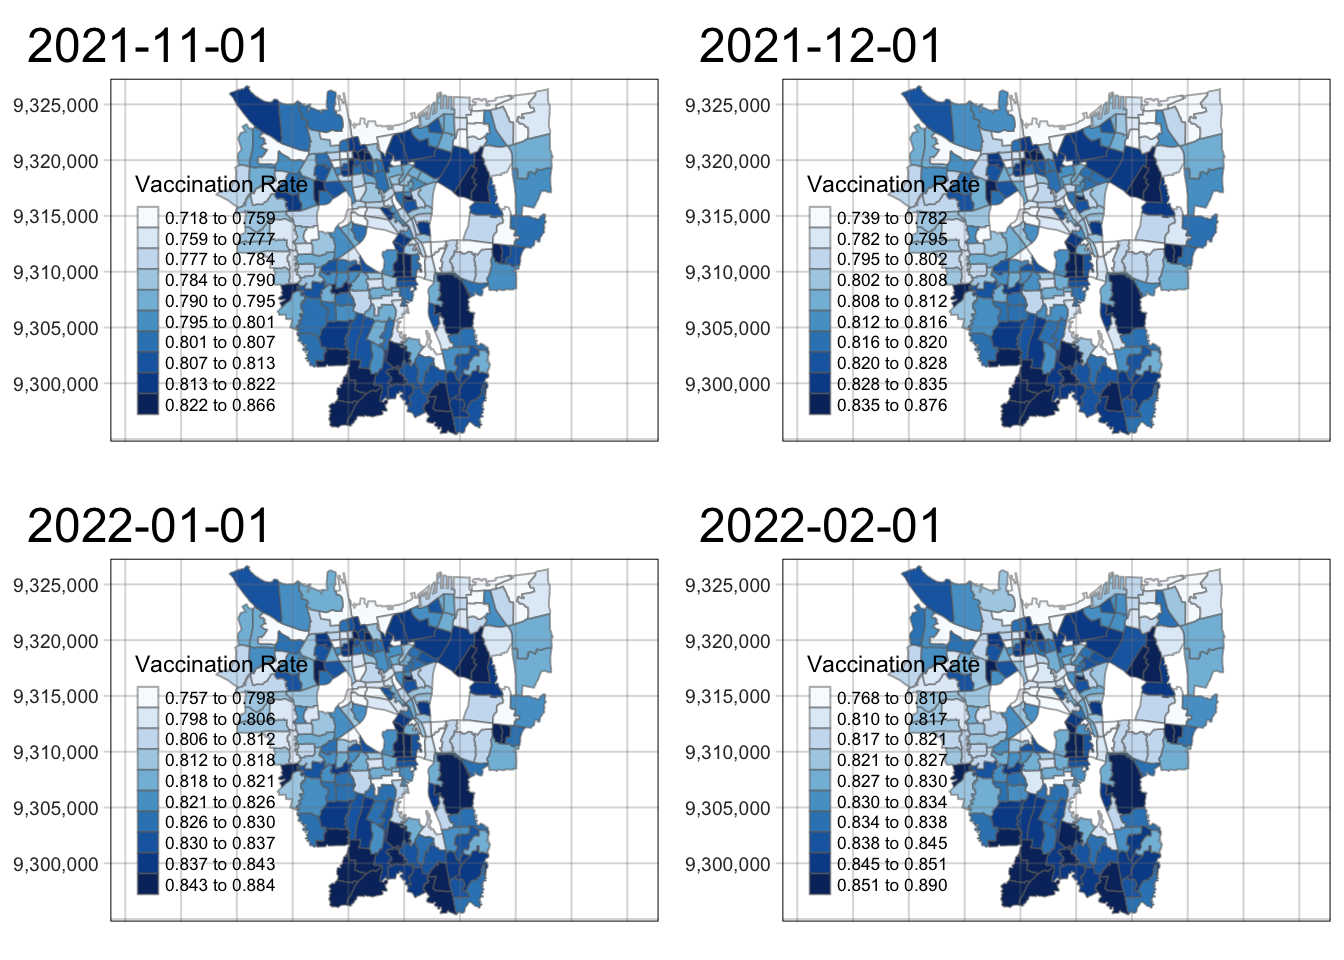 2021-11-01
9,325,000
9,320,000
9,315,000
9,310,000
9,305,000
9,300,000
Vaccination Rate
0.718 to 0.759
0.759 to 0.777
0.777 to 0.784
0.784 to 0.790
0.790 to 0.795
0.795 to 0.801
0.801 to 0.807
0.807 to 0.813
0.813 to 0.822
0.822 to 0.866
2021-12-01
9,325,000
9,320,000
9,315,000
9,310,000
9,305,000
9,300,000
Vaccination Rate
0.739 to 0.782
0.782 to 0.795
0.795 to 0.802
0.802 to 0.808
0.808 to 0.812
0.812 to 0.816
0.816 to 0.820
0.820 to 0.828
0.828 to 0.835
0.835 to 0.876
2022-01-01
9,325,000
9,320,000
9,315,000
9,310,000
9,305,000
9,300,000
Vaccination Rate
0.757 to 0.798
0.798 to 0.806
0.806 to 0.812
0.812 to 0.818
0.818 to 0.821
0.821 to 0.826
0.826 to 0.830
0.830 to 0.837
0.837 to 0.843
0.843 to 0.884
2022-02-01
9,325,000
9,320,000
9,315,000
9,310,000
9,305,000
9,300,000
Vaccination Rate
0.768 to 0.810
0.810 to 0.817
0.817 to 0.821
0.821 to 0.827
0.827 to 0.830
0.830 to 0.834
0.834 to 0.838
0.838 to 0.845
0.845 to 0.851
0.851 to 0.890